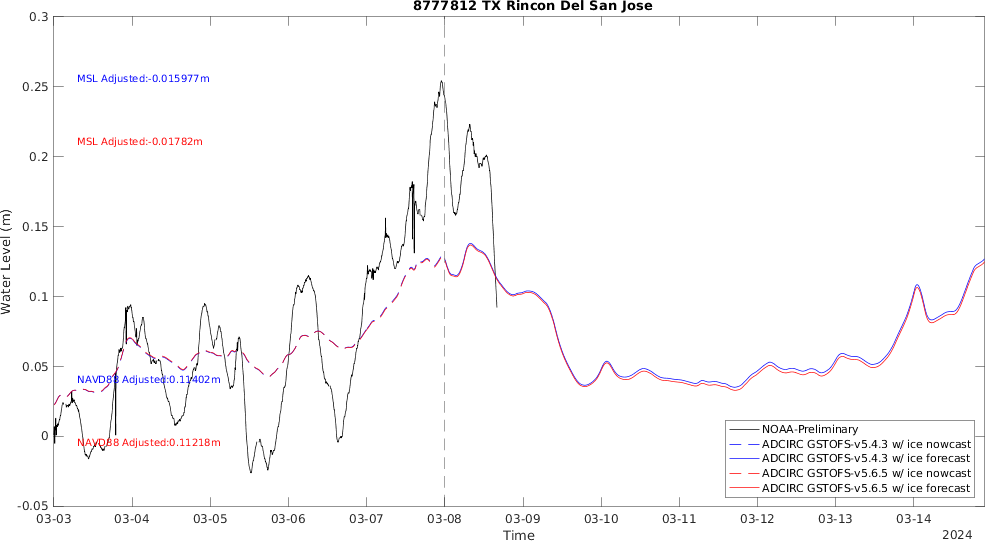 8777812 TX Rincon Del San Jose
0.3
0.25
0.2
0.15
0.1
0.05
0
-0.05
Water Level (m)
MSL Adjusted:-0.015977m
MSL Adjusted:-0.01782m
NAVD88 Adjusted:0.11402m
NAVD88 Adjusted:0.11218m
NOAA-Preliminary
ADCIRC GSTOFS-v5.4.3 w/ ice nowcast
ADCIRC GSTOFS-v5.4.3 w/ ice forecast
ADCIRC GSTOFS-v5.6.5 w/ ice nowcast
ADCIRC GSTOFS-v5.6.5 w/ ice forecast
03-03 03-04 03-05 03-06 03-07 03-08 03-09 03-10 03-11 03-12 03-13 03-14
Time
2024